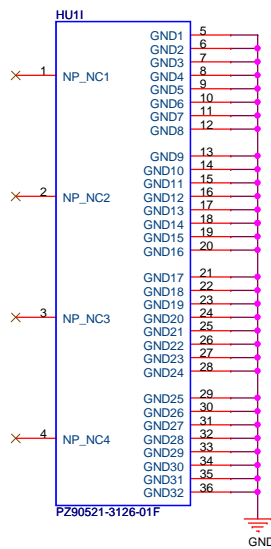 HU1I
GND1 5
GND2 6
GND3 7
1 NP_NC1 GND4 8
GND5 9
GND6 10
GND7 11
GND8 12
GND9 13
GND10 14
GND11 15
2 NP_NC2 GND12 16
GND13 17
GND14 18
GND15 19
GND16 20
GND17 21
GND18 22
GND19 23
3 NP_NC3 GND20 24
GND21 25
GND22 26
GND23 27
GND24 28
GND25 29
GND26 30
GND27 31
4 NP_NC4 GND28 32
GND29 33
GND30 34
GND31 35
GND32 36
PZ90521-3126-01F
GND